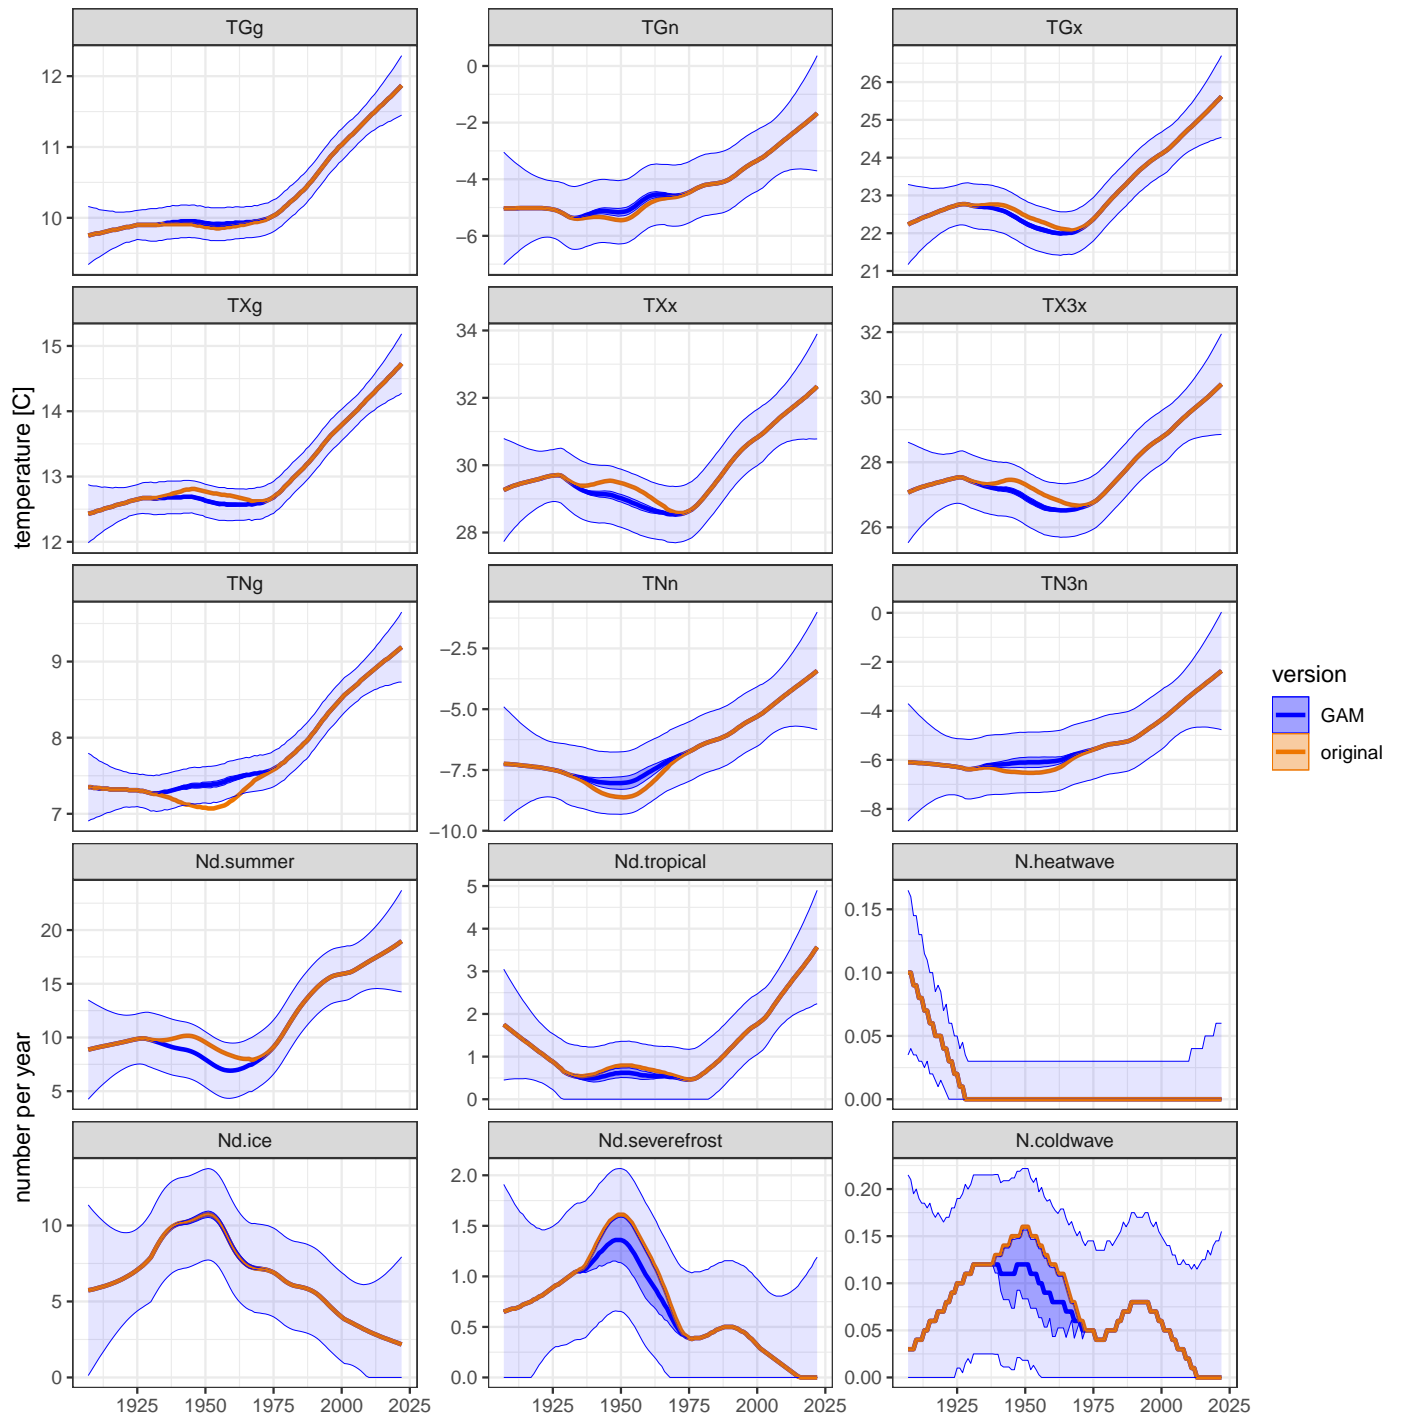 TGg TGn TGx
12 11 10
0 −2 −4 −6
26 25 24 23 22 21
TXg TXx TX3x
15 14 13 12
34 32 30 28
32 30 28 26
temperature [C]
TNg TNn TN3n
9 8 7
−2.5 −5.0 −7.5 −10.0
0 −2 −4 −6 −8
version
GAM
original
Nd.summer Nd.tropical N.heatwave
20 15 10 5
5 4 3 2 1 0
0.15 0.10 0.05 0.00
number per year
Nd.ice Nd.severefrost N.coldwave
10 5 0
2.0 1.5 1.0 0.5 0.0
0.20 0.15 0.10 0.05 0.00
1925 1950 1975 2000 2025 1925 1950 1975 2000 2025 1925 1950 1975 2000 2025